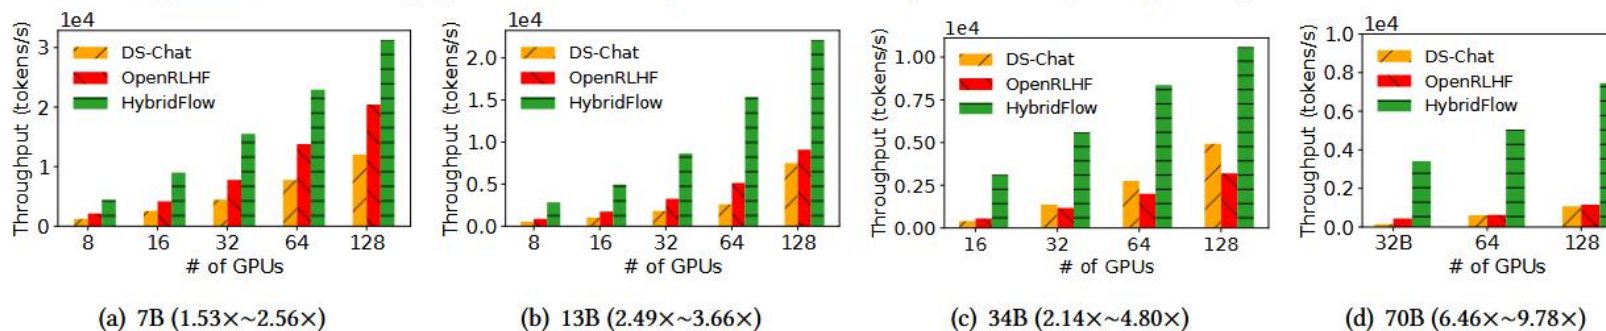 1e4
Throughput (tokens/s)
3
2
1
0
DS-Chat
OpenRLHF
HybridFlow
8 16 32 64 128
# of GPUs
(a) 7B (1.53×~2.56×)
1e4
Throughput (tokens/s)
2.0
1.5
1.0
0.5
0.0
DS-Chat
OpenRLHF
HybridFlow
8 16 32 64 128
# of GPUs
(b) 13B (2.49×~3.66×)
1e4
Throughput (tokens/s)
1.00
0.75
0.50
0.25
0.00
DS-Chat
OpenRLHF
HybridFlow
16 32 64 128
# of GPUs
(c) 34B (2.14×~4.80×)
1e4
Throughput (tokens/s)
1.0
0.8
0.6
0.4
0.2
0.0
DS-Chat
OpenRLHF
HybridFlow
32B 64 128
# of GPUs
(d) 70B (6.46×~9.78×)